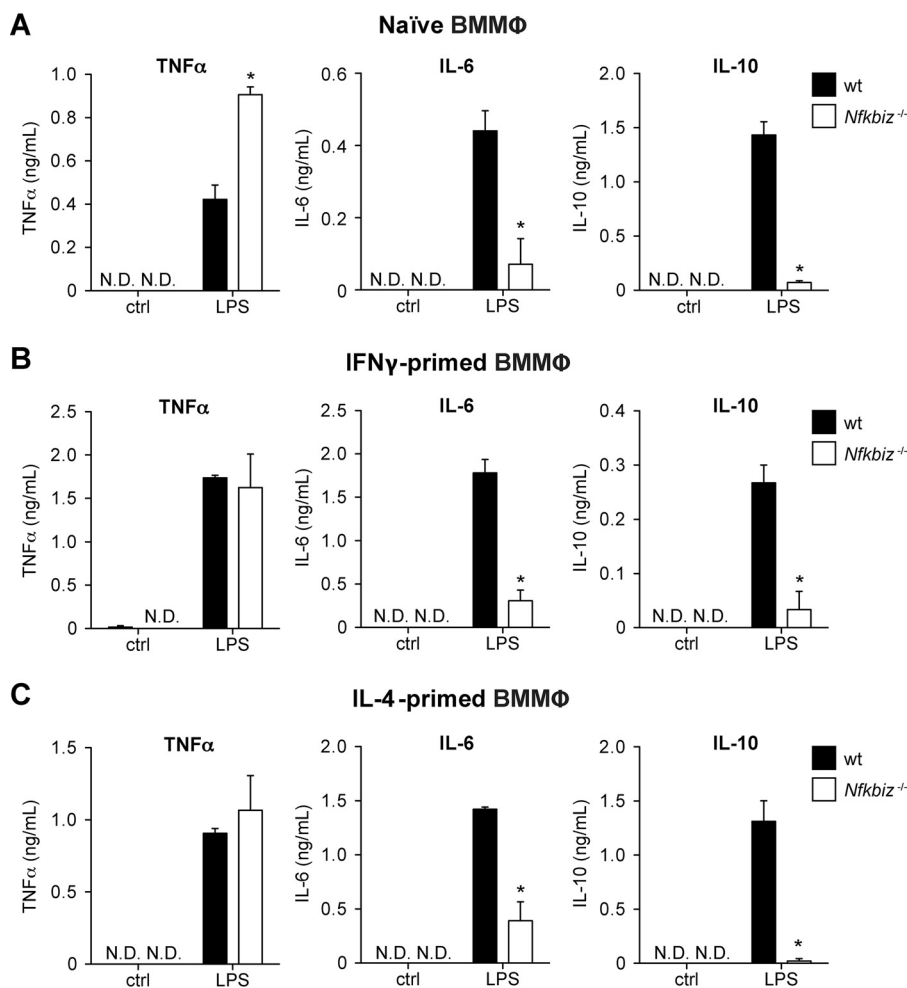 A
Naïve BMMΦ
TNFα
IL-6
IL-10
TNFα (ng/mL)
1.0
0.8
0.6
0.4
0.2
0
N.D. N.D.
*
ctrl
LPS
IL-6 (ng/mL)
0.6
0.4
0.2
0
N.D. N.D.
*
ctrl
LPS
IL-10 (ng/mL)
2.0
1.5
1.0
0.5
0
N.D. N.D.
*
ctrl
LPS
wt
Nfkbiz -/-
B
IFNγ-primed BMMΦ
TNFα
IL-6
IL-10
TNFα (ng/mL)
2.5
2.0
1.5
1.0
0.5
0
N.D.
ctrl
LPS
IL-6 (ng/mL)
2.5
2.0
1.5
1.0
0.5
0
N.D. N.D.
*
ctrl
LPS
IL-10 (ng/mL)
0.4
0.3
0.2
0.1
0
N.D. N.D.
*
ctrl
LPS
wt
Nfkbiz -/-
C
IL-4-primed BMMΦ
TNFα
IL-6
IL-10
TNFα (ng/mL)
1.5
1.0
0.5
0
N.D. N.D.
ctrl
LPS
IL-6 (ng/mL)
2.0
1.5
1.0
0.5
0
N.D. N.D.
*
ctrl
LPS
IL-10 (ng/mL)
2.0
1.5
1.0
0.5
0
N.D. N.D.
*
ctrl
LPS
wt
Nfkbiz -/-